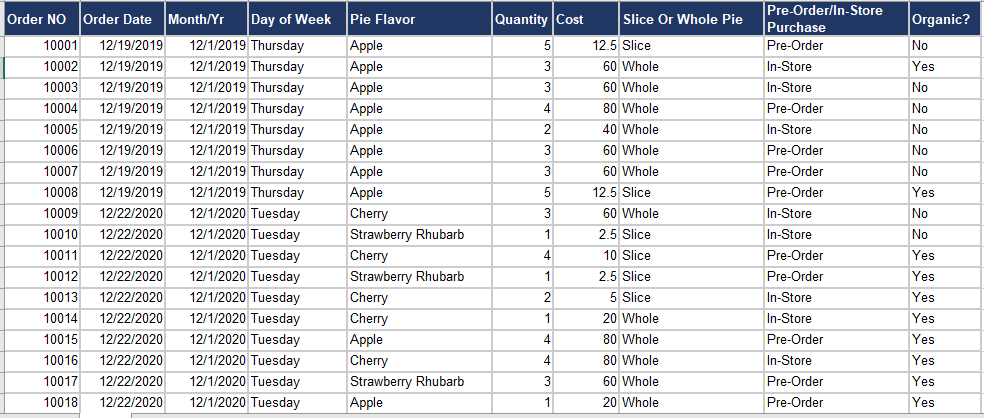 Order NO Order Date Month/Yr Day of Week Pie Flavor Quantity Cost Slice Or Whole Pie Pre-Order/In-Store Purchase Organic?
10001 12/19/2019 12/1/2019 Thursday Apple 5 12.5 Slice Pre-Order No
10002 12/19/2019 12/1/2019 Thursday Apple 3 60 Whole In-Store Yes
10003 12/19/2019 12/1/2019 Thursday Apple 3 60 Whole In-Store No
10004 12/19/2019 12/1/2019 Thursday Apple 4 80 Whole Pre-Order No
10005 12/19/2019 12/1/2019 Thursday Apple 2 40 Whole In-Store No
10006 12/19/2019 12/1/2019 Thursday Apple 3 60 Whole Pre-Order No
10007 12/19/2019 12/1/2019 Thursday Apple 3 60 Whole Pre-Order No
10008 12/19/2019 12/1/2019 Thursday Apple 5 12.5 Slice Pre-Order Yes
10009 12/22/2020 12/1/2020 Tuesday Cherry 3 60 Whole In-Store No
10010 12/22/2020 12/1/2020 Tuesday Strawberry Rhubarb 1 2.5 Slice In-Store No
10011 12/22/2020 12/1/2020 Tuesday Cherry 4 10 Slice Pre-Order Yes
10012 12/22/2020 12/1/2020 Tuesday Strawberry Rhubarb 1 2.5 Slice Pre-Order Yes
10013 12/22/2020 12/1/2020 Tuesday Cherry 2 5 Slice In-Store Yes
10014 12/22/2020 12/1/2020 Tuesday Cherry 1 20 Whole In-Store Yes
10015 12/22/2020 12/1/2020 Tuesday Apple 4 80 Whole Pre-Order Yes
10016 12/22/2020 12/1/2020 Tuesday Cherry 4 80 Whole In-Store Yes
10017 12/22/2020 12/1/2020 Tuesday Strawberry Rhubarb 3 60 Whole Pre-Order Yes
10018 12/22/2020 12/1/2020 Tuesday Apple 1 20 Whole Pre-Order Yes